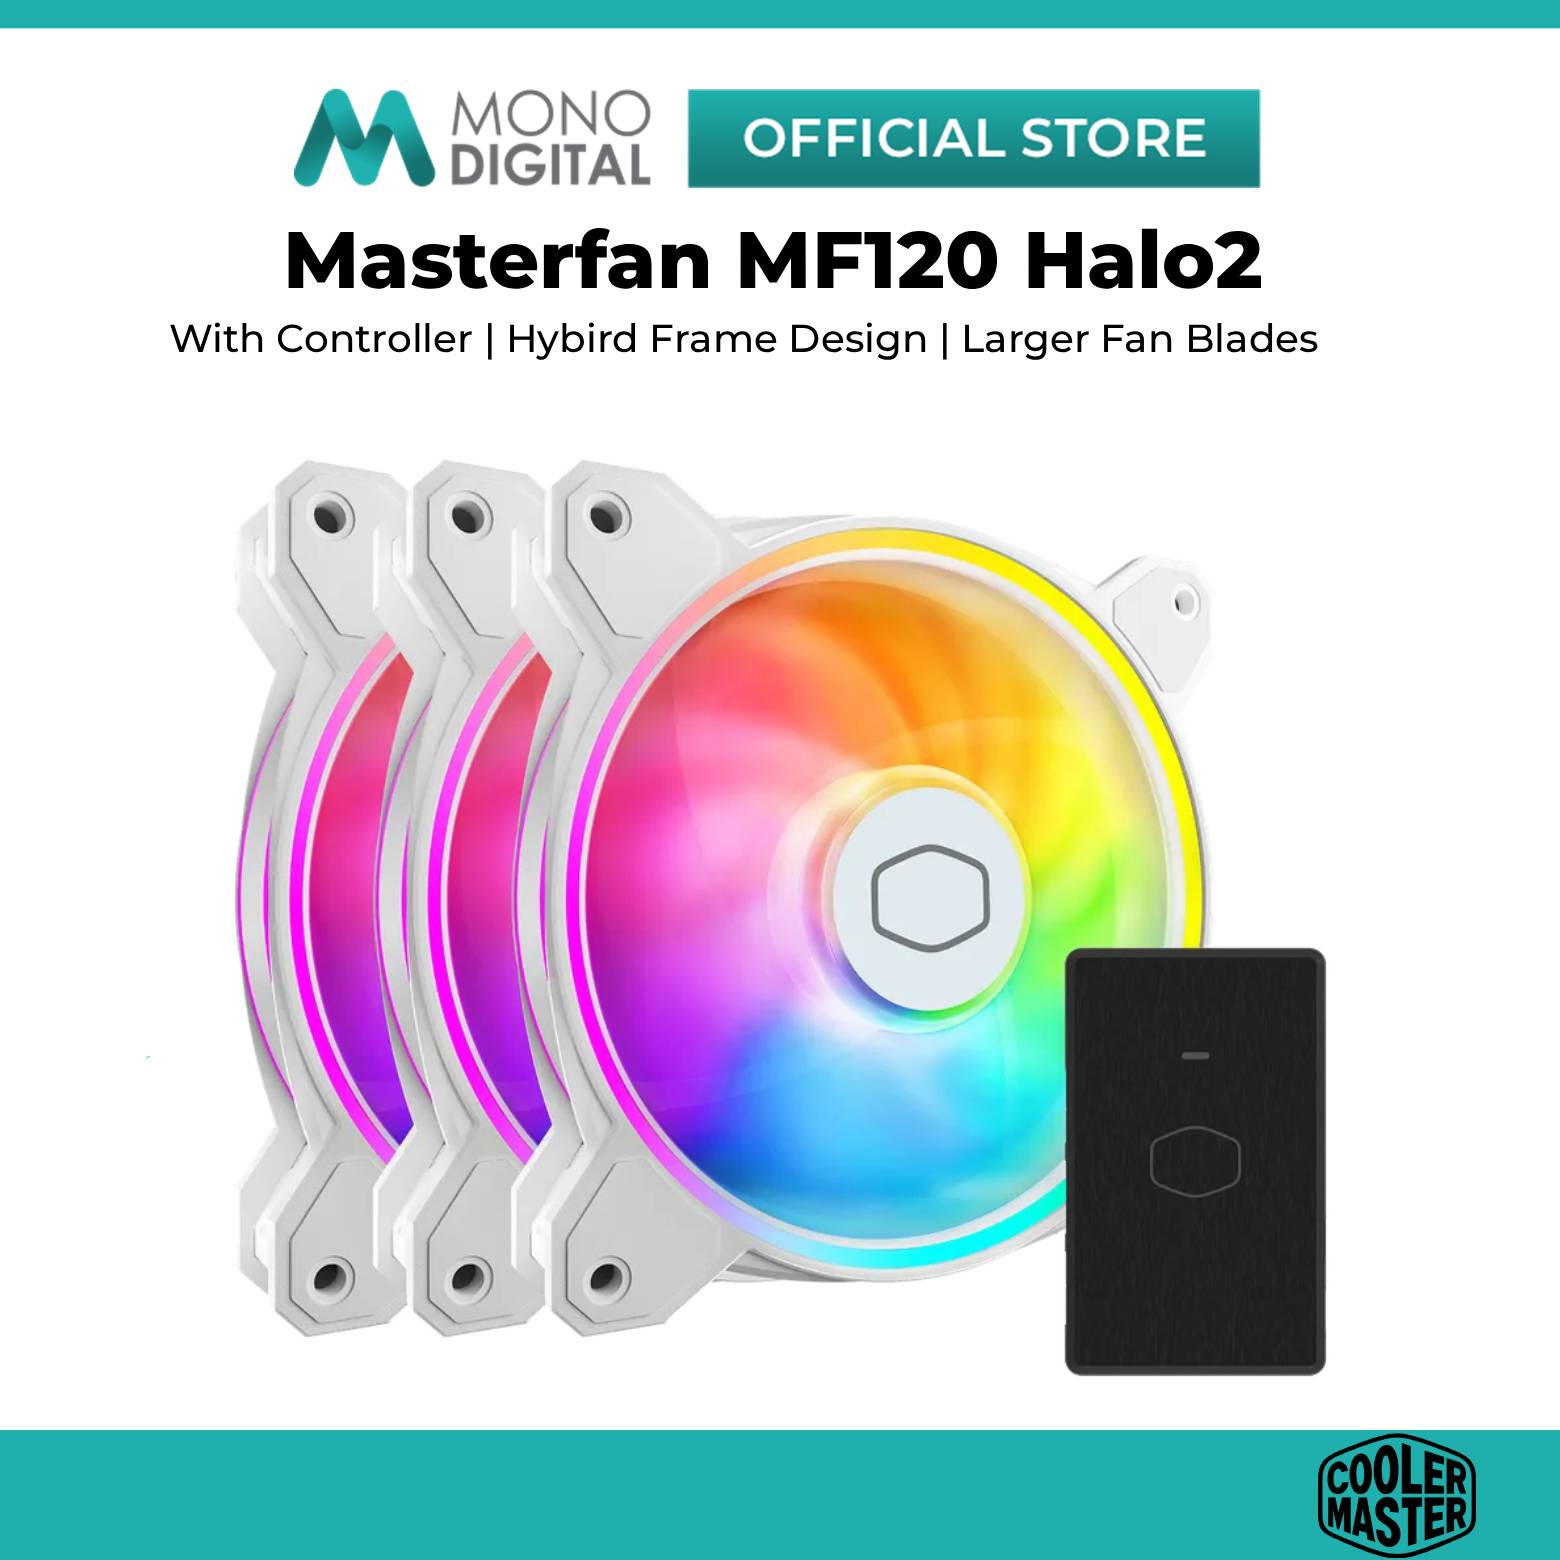 MONO
DIGITAL
OFFICIAL STORE
Masterfan MF120 Halo2
With Controller | Hybird Frame Design | Larger Fan Blades
COOLER
MASTER